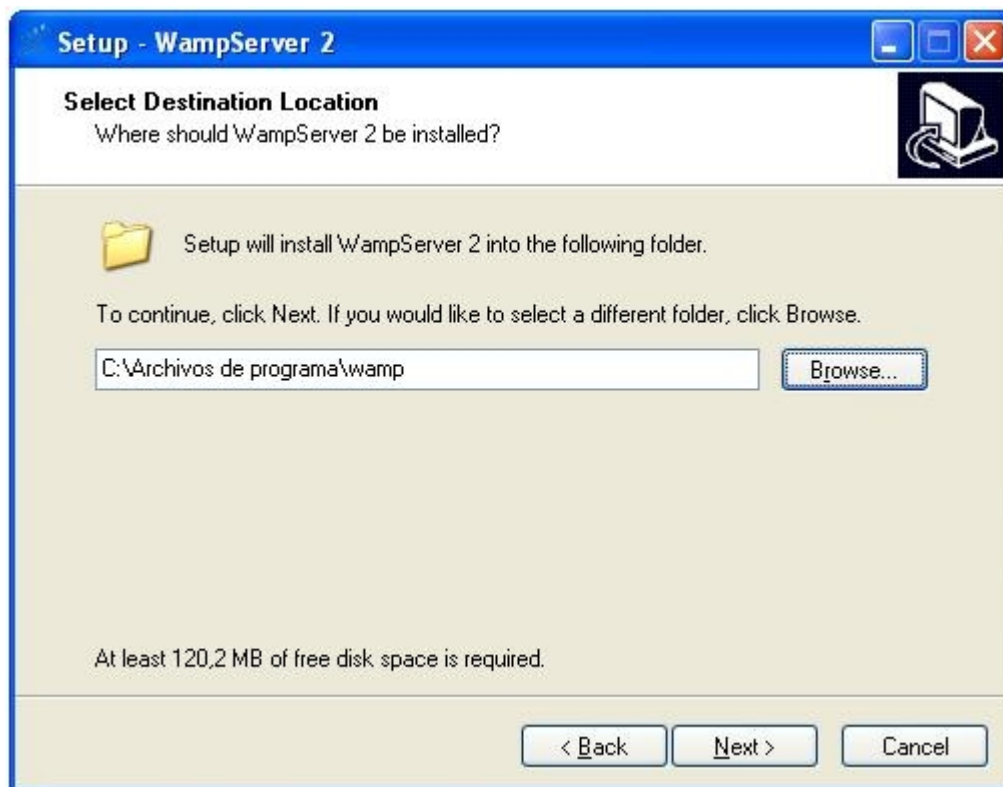 Setup - WampServer 2
Select Destination Location
Where should WampServer 2 be installed?
Setup will install WampServer 2 into the following folder.
To continue, click Next. If you would like to select a different folder, click Browse.
C:\Archivos de programa\wamp
Browse...
At least 120,2 MB of free disk space is required.
< Back
Next >
Cancel